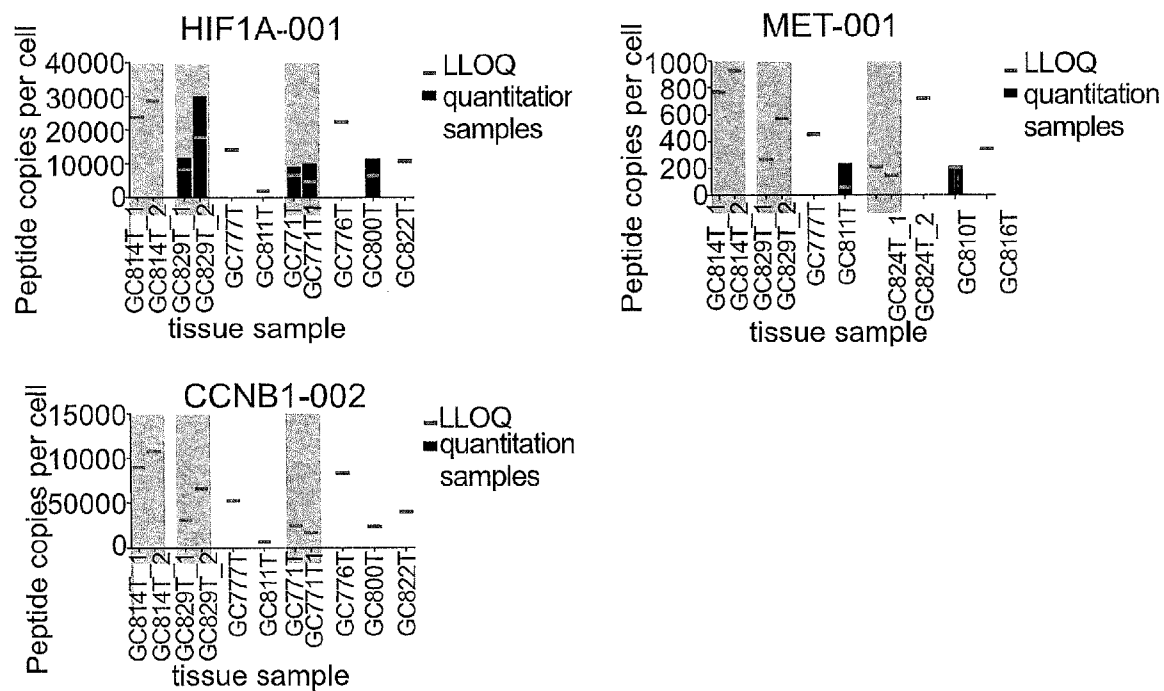 HIF1A-001
Peptide copies per cell
40000
30000
20000
10000
0
LLOQ
quantitatior
samples
GC814T_1
GC814T_2
GC829T_1
GC829T_2
GC777T
GC811T
GC771T
GC771T1
GC776T
GC800T
GC822T
tissue sample
MET-001
Peptide copies per cell
1000
800
600
400
200
0
LLOQ
quantitation
samples
GC814T_1
GC814T_2
GC829T_1
GC829T_2
GC777T
GC811T
GC824T_1
GC824T_2
GC810T
GC816T
tissue sample
CCNB1-002
Peptide copies per cell
15000
10000
50000
0
LLOQ
quantitation
samples
GC814T_1
GC814T_2
GC829T_1
GC829T_2
GC777T
GC811T
GC771T
GC771T1
GC776T
GC800T
GC822T
tissue sample